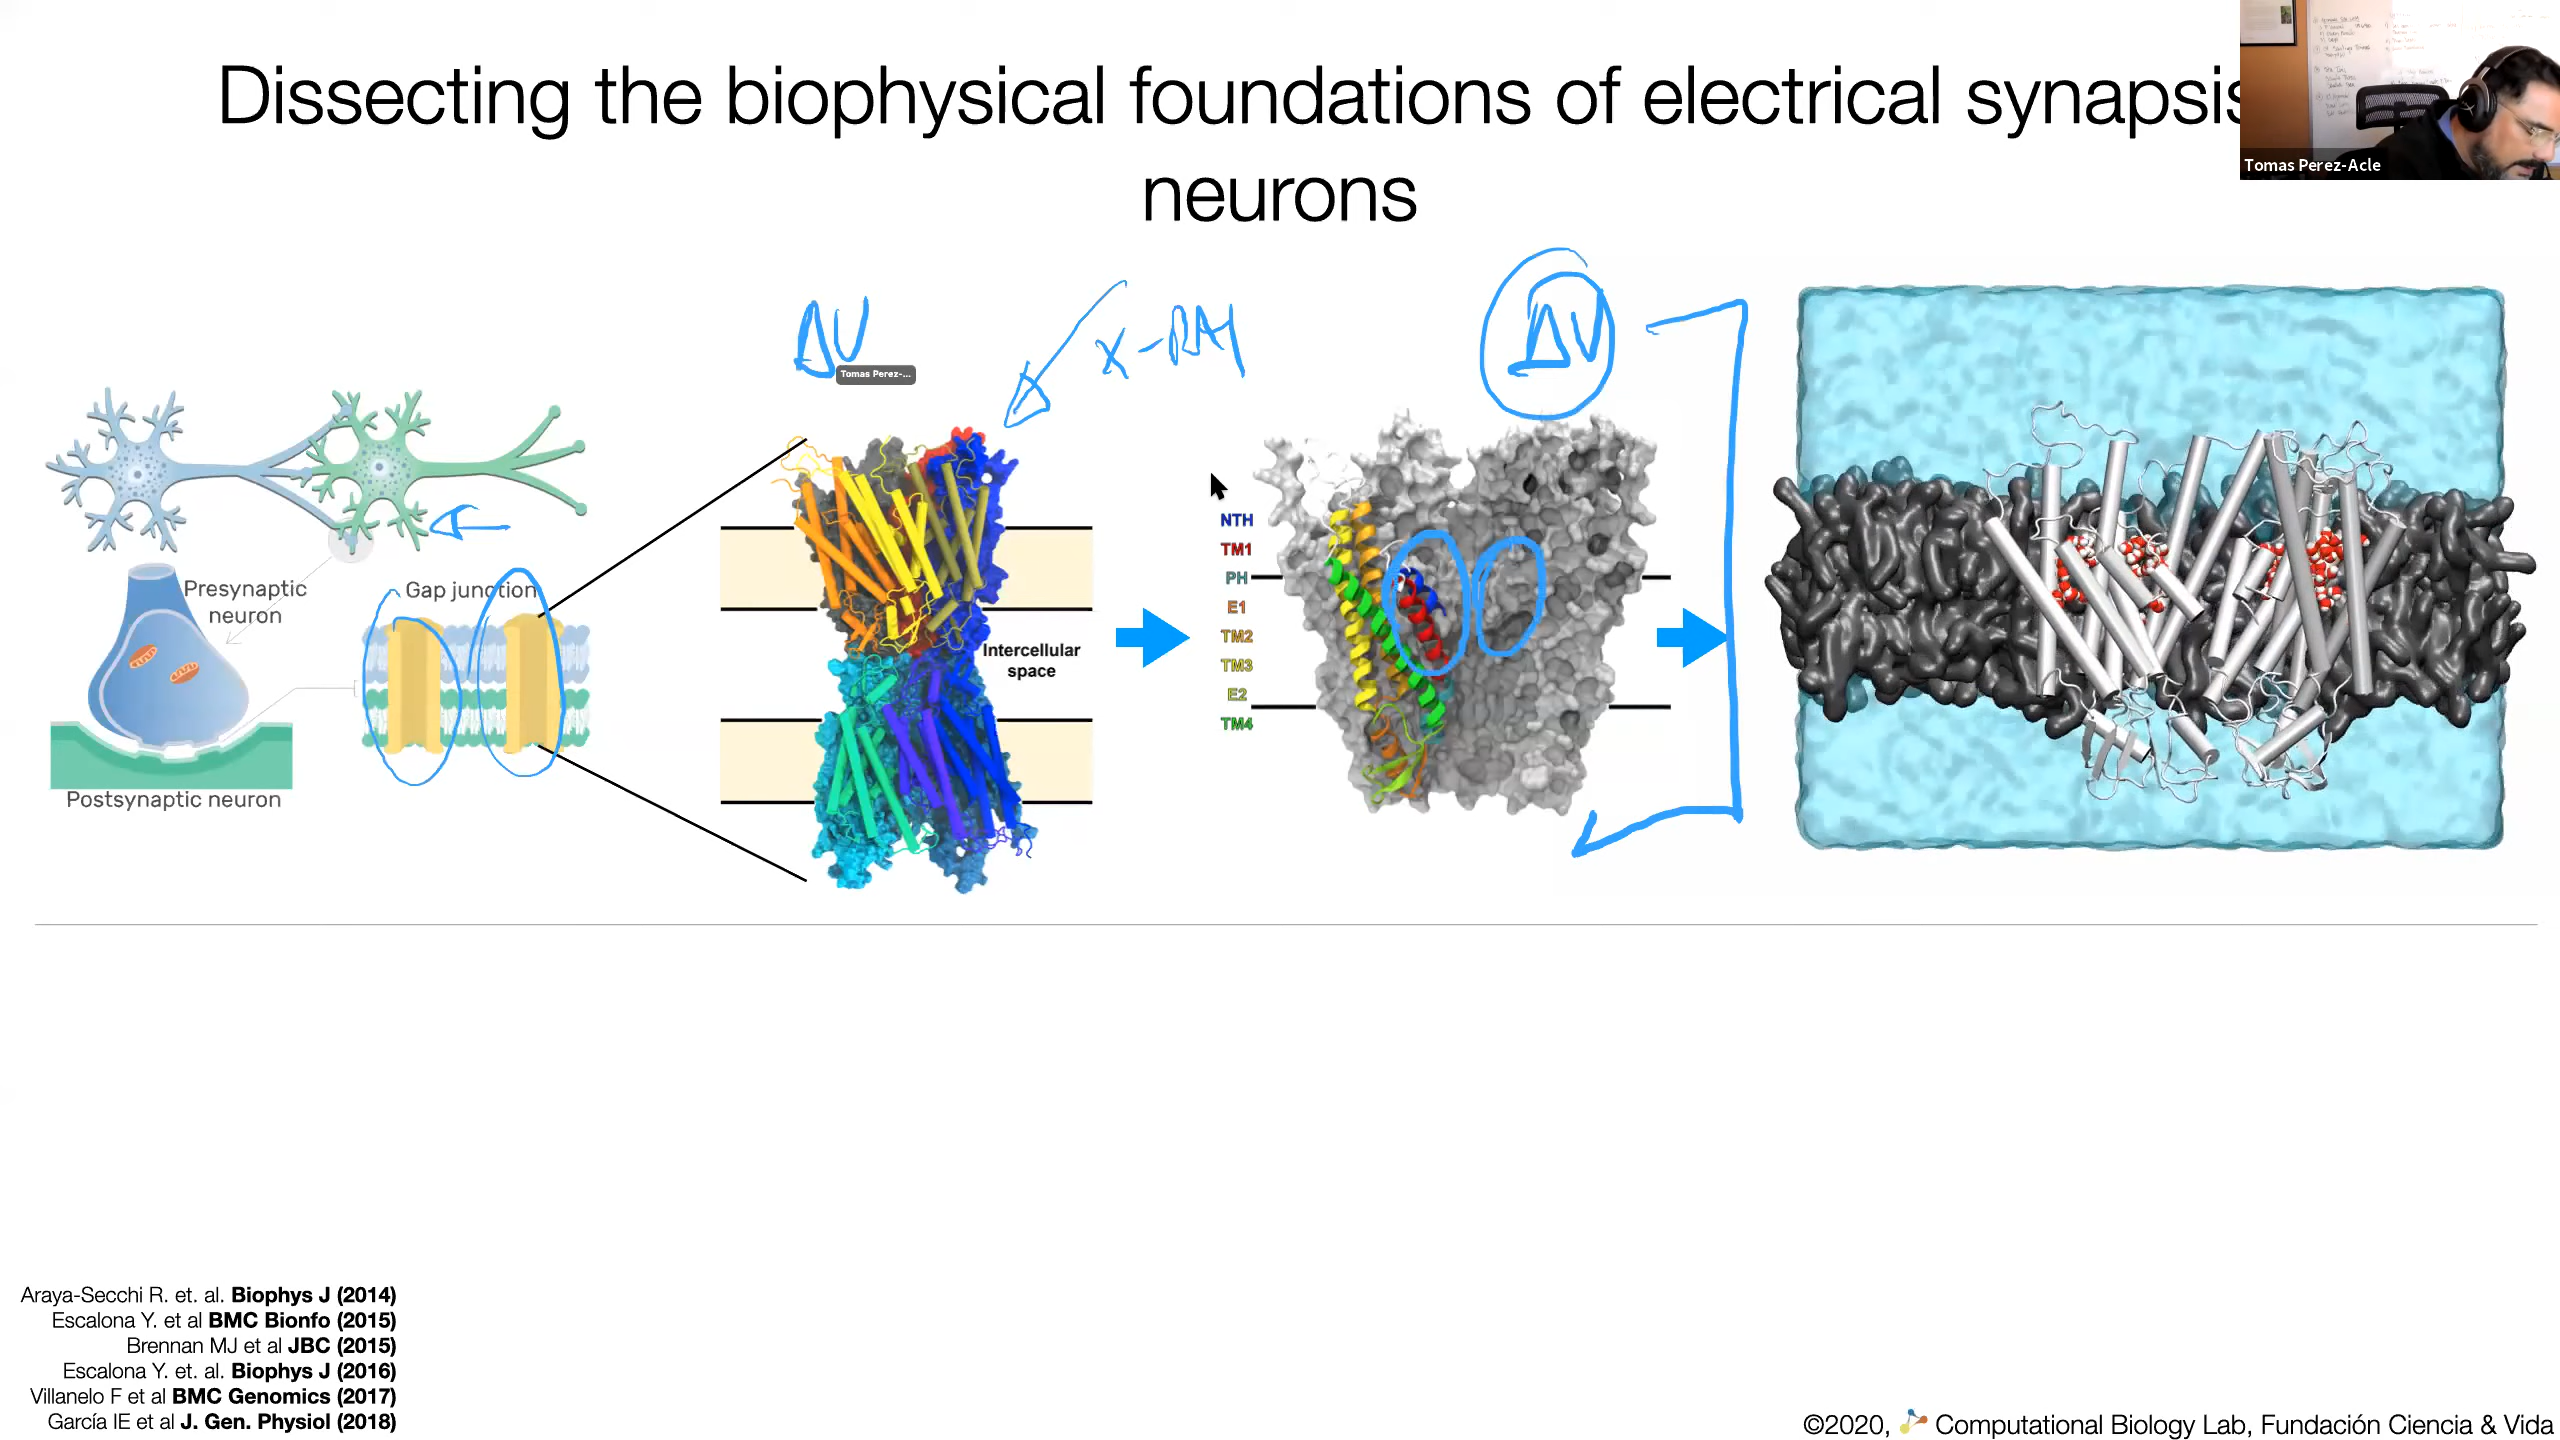 Dissecting the biophysical foundations of electrical synapsis
neurons
Tomas Perez-Acle
ΔV
Tomas Perez-...
X-RAY
ΔV
Presynaptic
neuron
Gap junction
Postsynaptic neuron
Intercellular
space
NTH
TM1
PH
E1
TM2
TM3
E2
TM4
Araya-Secchi R. et. al. Biophys J (2014)
Escalona Y. et al BMC Bionfo (2015)
Brennan MJ et al JBC (2015)
Escalona Y. et. al. Biophys J (2016)
Villanelo F et al BMC Genomics (2017)
García IE et al J. Gen. Physiol (2018)
©2020, Computational Biology Lab, Fundación Ciencia & Vida